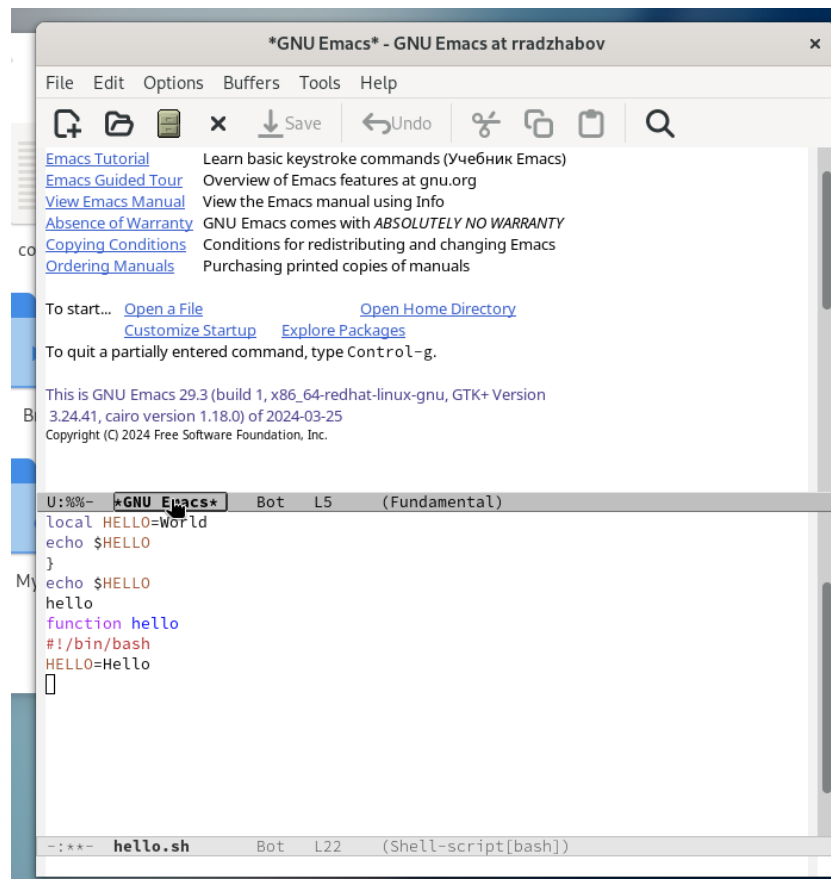 *GNU Emacs* - GNU Emacs at rradzhabov ×
File Edit Options Buffers Tools Help
Save Undo
Emacs Tutorial Learn basic keystroke commands (Учебник Emacs)
Emacs Guided Tour Overview of Emacs features at gnu.org
View Emacs Manual View the Emacs manual using Info
Absence of Warranty GNU Emacs comes with ABSOLUTELY NO WARRANTY
Copying Conditions Conditions for redistributing and changing Emacs
Ordering Manuals Purchasing printed copies of manuals
co
To start... Open a File Open Home Directory
Customize Startup Explore Packages
To quit a partially entered command, type Control-g.
This is GNU Emacs 29.3 (build 1, x86_64-redhat-linux-gnu, GTK+ Version
3.24.41, cairo version 1.18.0) of 2024-03-25
Copyright (C) 2024 Free Software Foundation, Inc.
U:%%- *GNU Emacs* Bot L5 (Fundamental)
local HELLO=World
echo $HELLO
}
echo $HELLO
My
hello
function hello
#!/bin/bash
HELLO=Hello
-:**- hello.sh Bot L22 (Shell-script[bash])